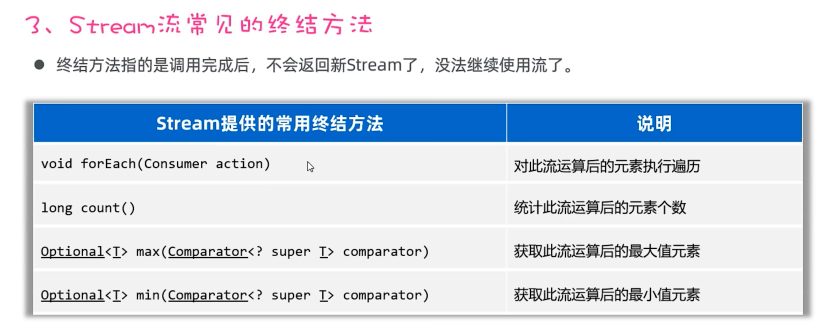 3、Stream流常见的终结方法
● 终结方法指的是调用完成后，不会返回新Stream了，没法继续使用流了。
Stream提供的常用终结方法 说明
void forEach(Consumer action) 对此流运算后的元素执行遍历
long count() 统计此流运算后的元素个数
Optional<T> max(Comparator<? super T> comparator) 获取此流运算后的最大值元素
Optional<T> min(Comparator<? super T> comparator) 获取此流运算后的最小值元素